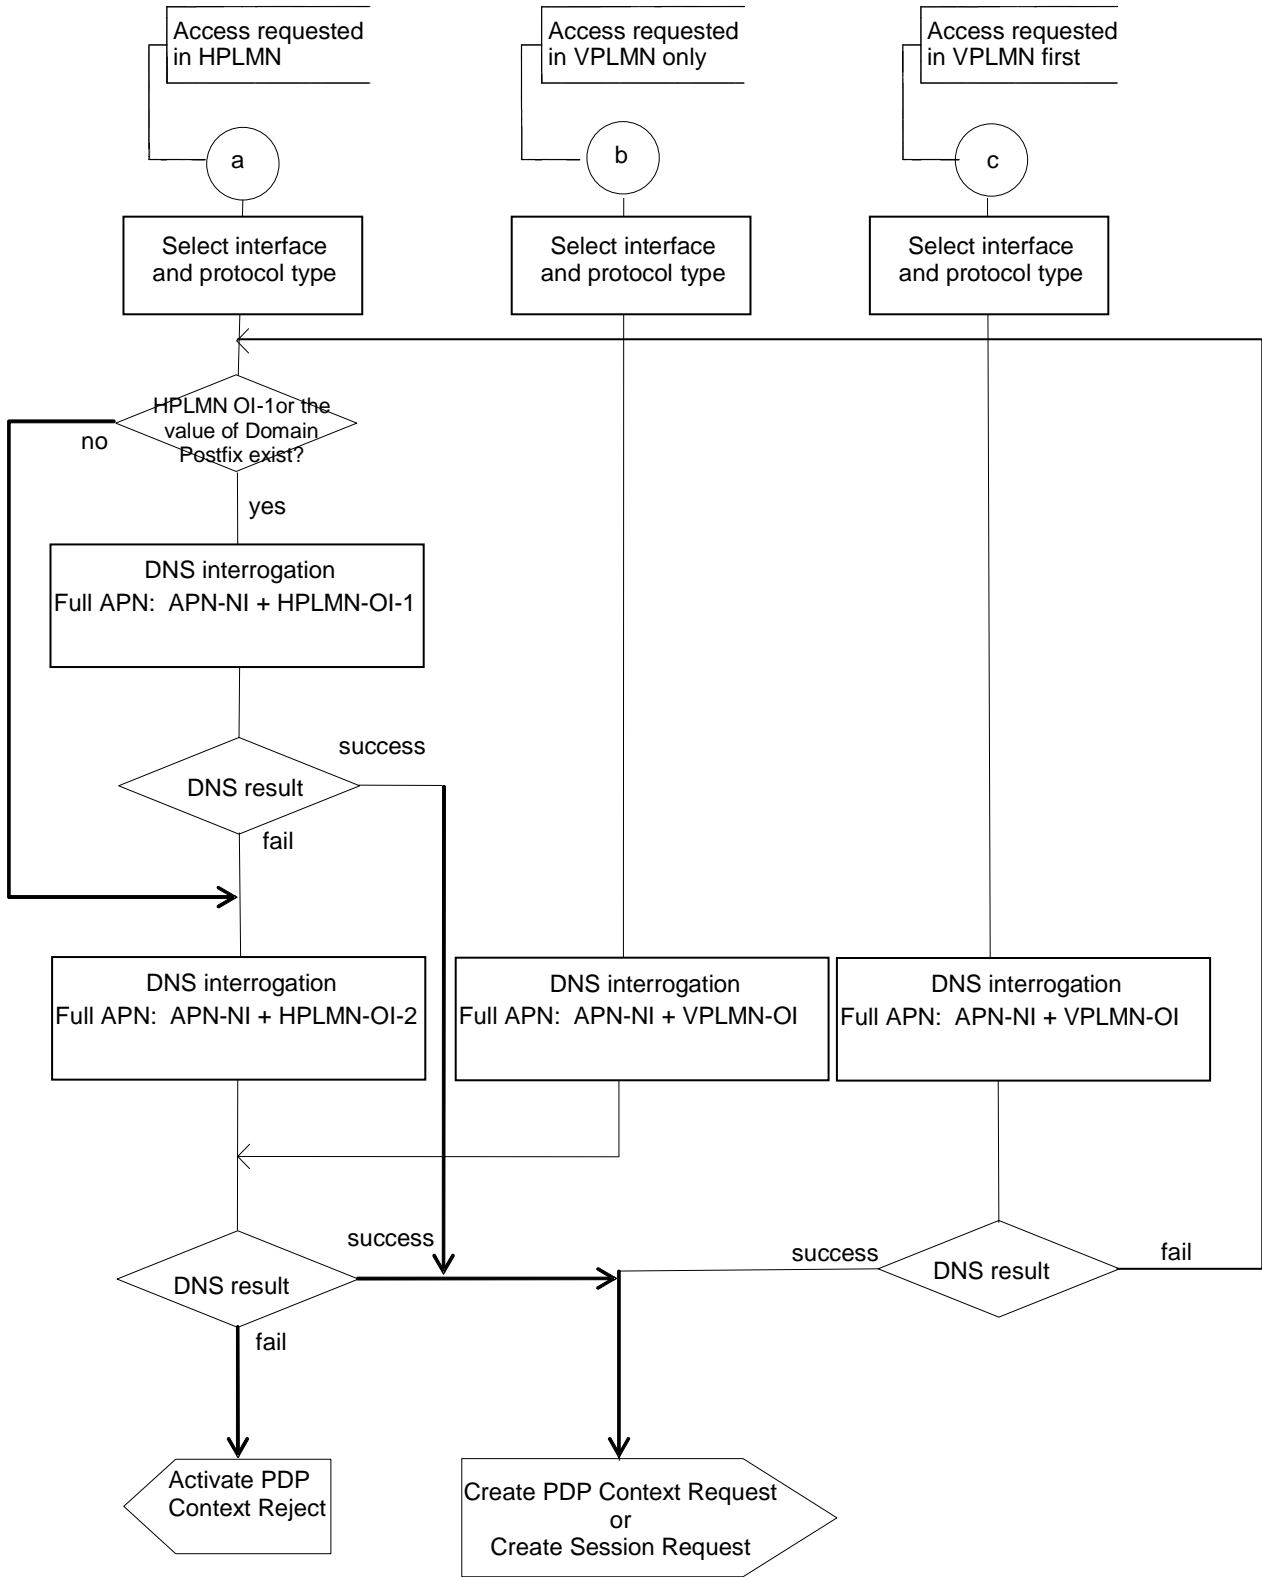 Access requested
in HPLMN
Access requested
in VPLMN only
Access requested
in VPLMN first
a
b
c
Select interface
and protocol type
Select interface
and protocol type
Select interface
and protocol type
HPLMN OI-1or the
value of Domain
Postfix exist?
no
yes
DNS interrogation
Full APN: APN-NI + HPLMN-OI-1
success
DNS result
fail
DNS interrogation
Full APN: APN-NI + HPLMN-OI-2
DNS interrogation
Full APN: APN-NI + VPLMN-OI
DNS interrogation
Full APN: APN-NI + VPLMN-OI
success
DNS result
fail
success
DNS result
fail
Activate PDP
Context Reject
Create PDP Context Request
or
Create Session Request